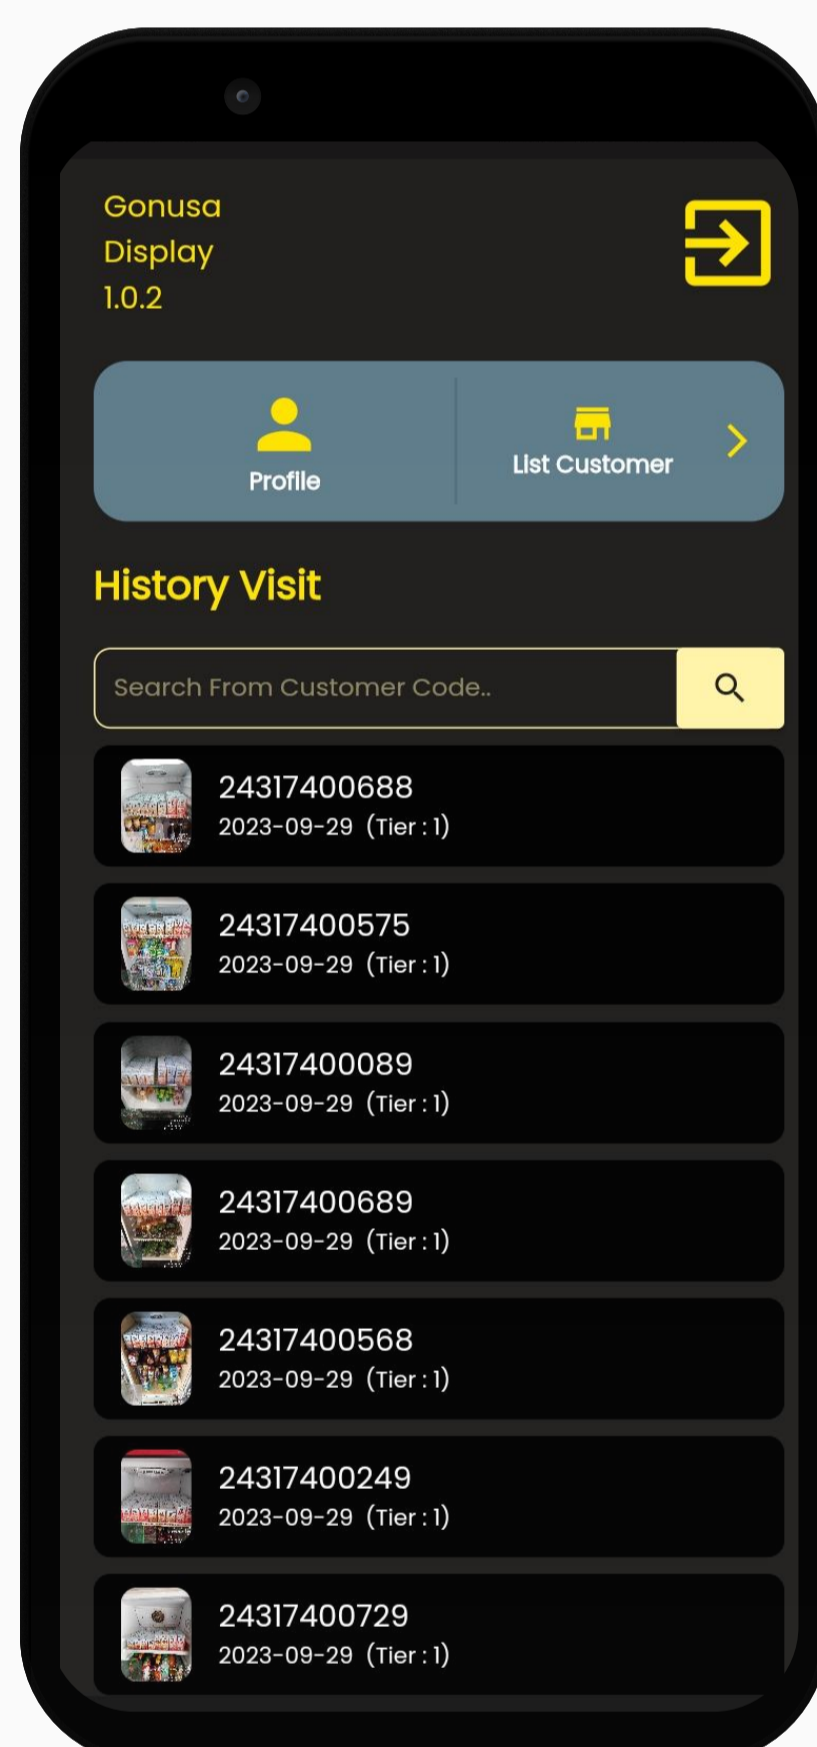 Gonusa
Display
1.0.2
Profile
List Customer
History Visit
Search From Customer Code..
24317400688
2023-09-29 (Tier : 1)
24317400575
2023-09-29 (Tier : 1)
24317400089
2023-09-29 (Tier : 1)
24317400689
2023-09-29 (Tier : 1)
24317400568
2023-09-29 (Tier : 1)
24317400249
2023-09-29 (Tier : 1)
24317400729
2023-09-29 (Tier : 1)